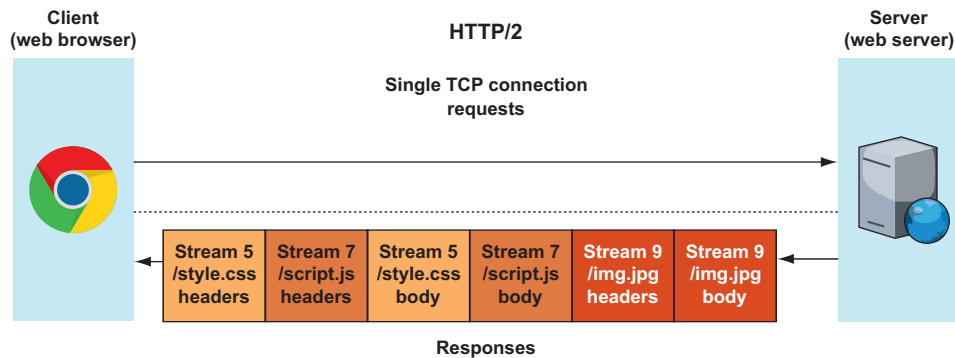 Client
(web browser)
HTTP/2
Server
(web server)
Single TCP connection
requests
Stream 5
/style.css
headers
Stream 7
/script.js
headers
Stream 5
/style.css
body
Stream 7
/script.js
body
Stream 9
/img.jpg
headers
Stream 9
/img.jpg
body
Responses